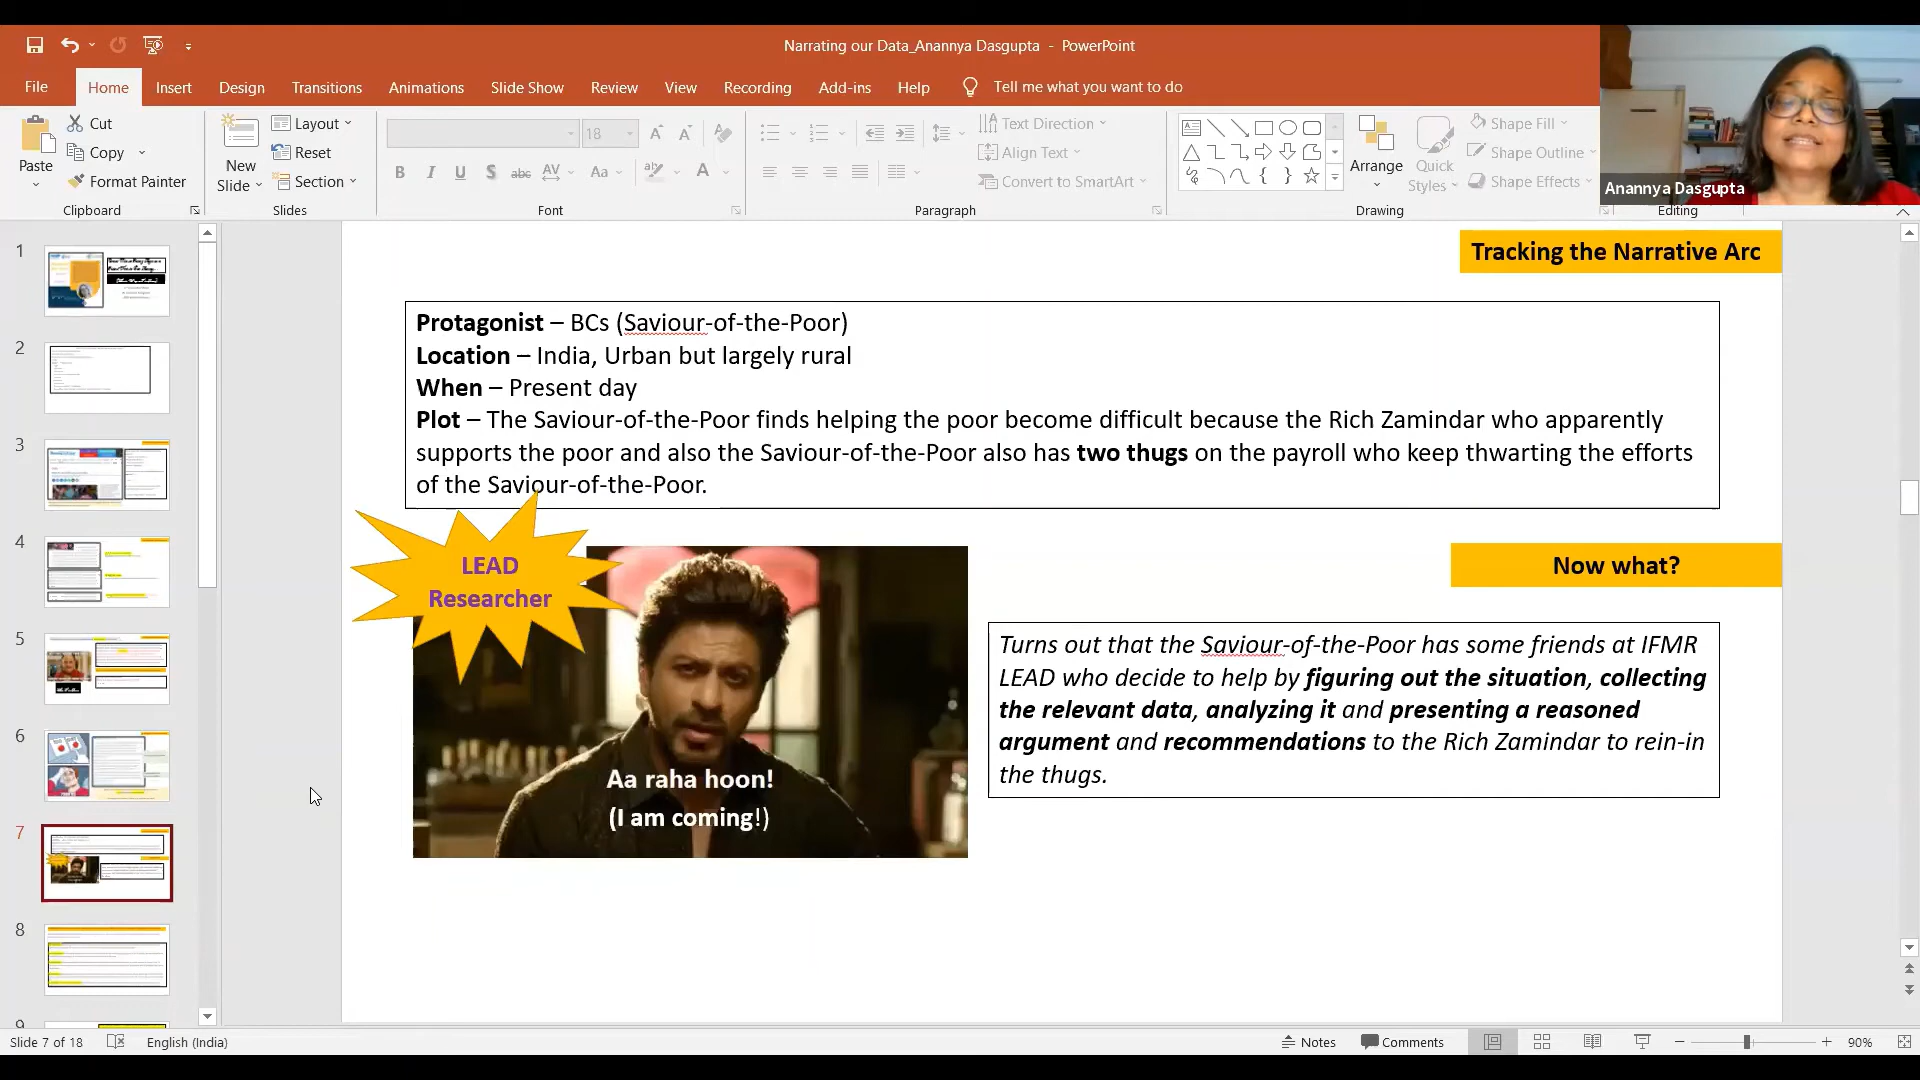 Narrating our Data_Anannya Dasgupta - PowerPoint
File
Home
Insert
Design
Transitions
Animations
Slide Show
Review
View
Recording
Add-ins
Help
Tell me what you want to do
Paste
Cut
Copy
Format Painter
Clipboard
New Slide
Layout
Reset
Section
Slides
18
Font
Text Direction
Align Text
Convert to SmartArt
Paragraph
Arrange
Quick Styles
Shape Fill
Shape Outline
Shape Effects
Drawing
Editing
Anannya Dasgupta
1
2
3
4
5
6
7
8
Tracking the Narrative Arc
Protagonist – BCs (Saviour-of-the-Poor)
Location – India, Urban but largely rural
When – Present day
Plot – The Saviour-of-the-Poor finds helping the poor become difficult because the Rich Zamindar who apparently
supports the poor and also the Saviour-of-the-Poor also has two thugs on the payroll who keep thwarting the efforts
of the Saviour-of-the-Poor.
LEAD
Researcher
Aa raha hoon!
(I am coming!)
Now what?
Turns out that the Saviour-of-the-Poor has some friends at IFMR
LEAD who decide to help by figuring out the situation, collecting
the relevant data, analyzing it and presenting a reasoned
argument and recommendations to the Rich Zamindar to rein-in
the thugs.
Slide 7 of 18
English (India)
Notes
Comments
90%